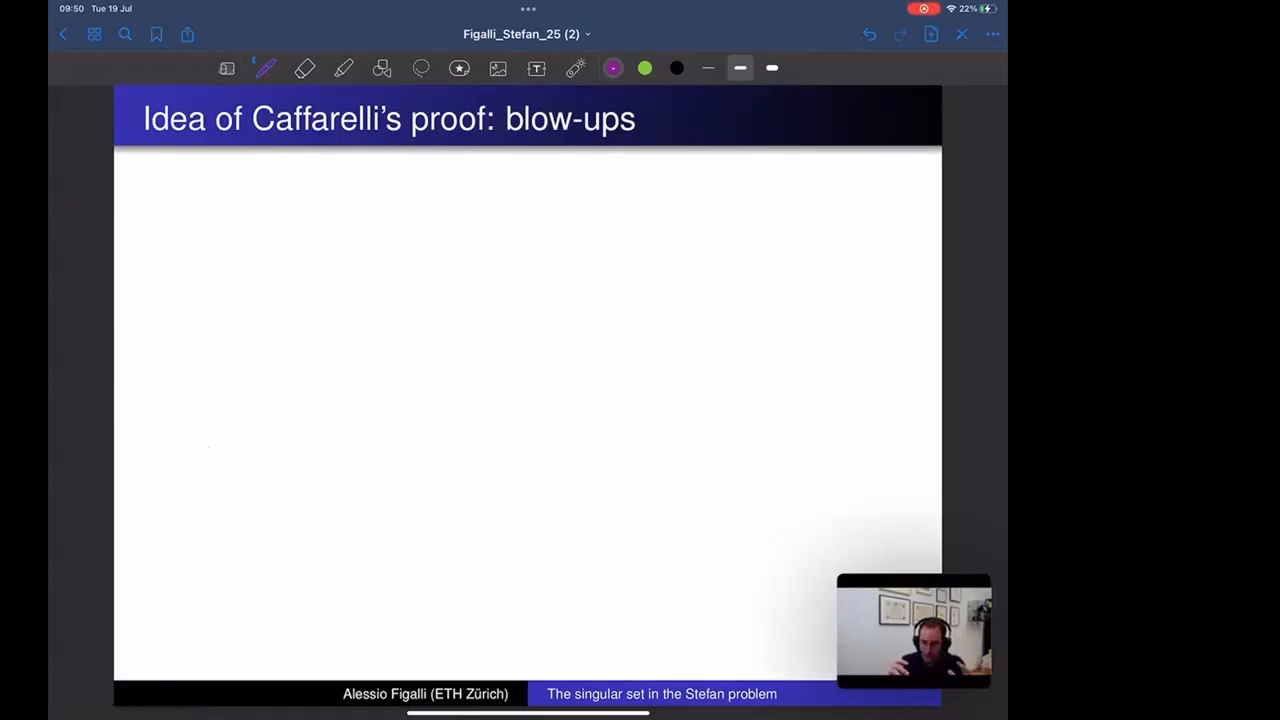 09:50 Tue 19 Jul
22%
Figalli_Stefan_25 (2)
Idea of Caffarelli's proof: blow-ups
Alessio Figalli (ETH Zürich)
The singular set in the Stefan problem